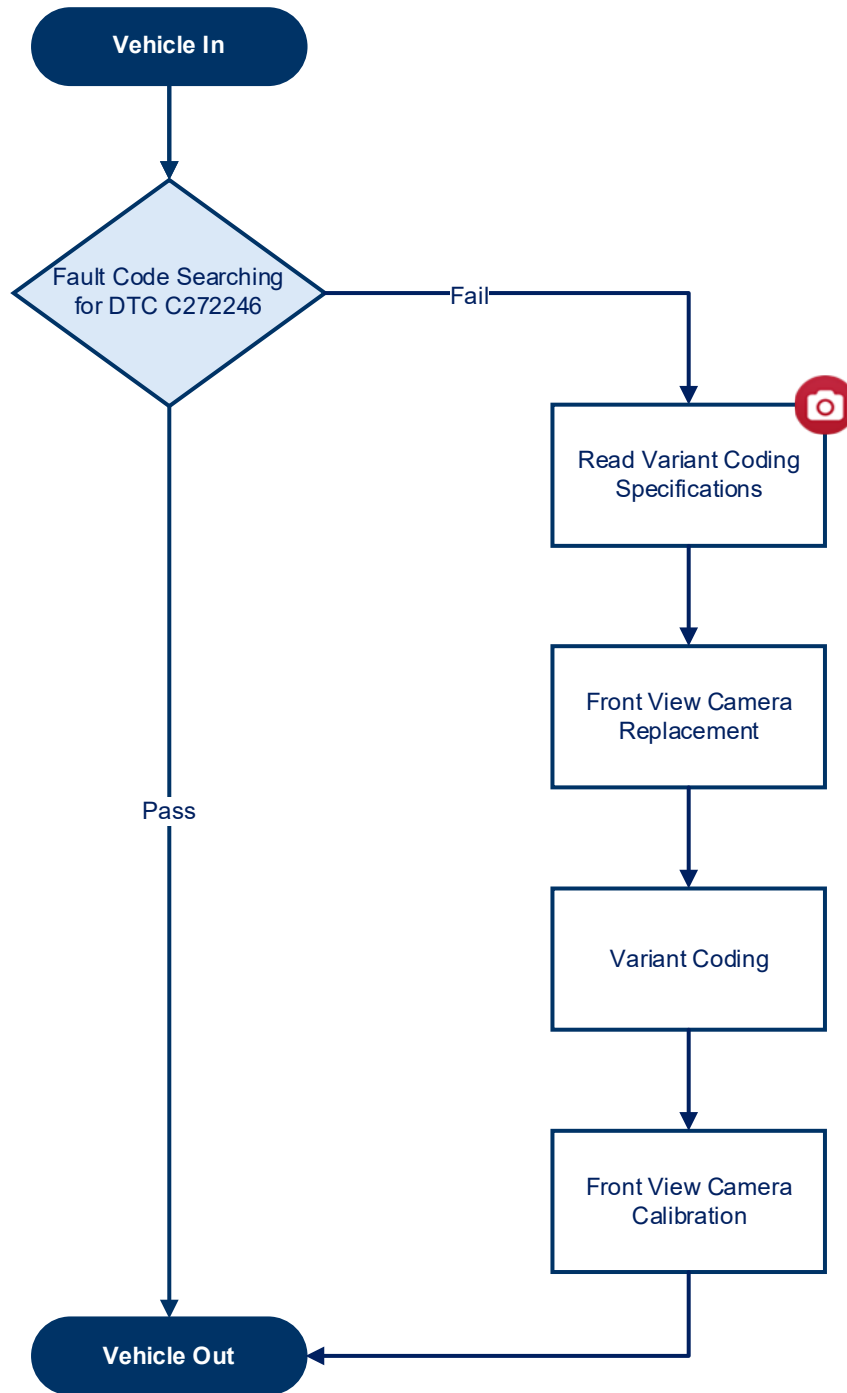 Vehicle In
Fault Code Searching
for DTC C272246
Fail
Read Variant Coding
Specifications
Front View Camera
Replacement
Pass
Variant Coding
Front View Camera
Calibration
Vehicle Out